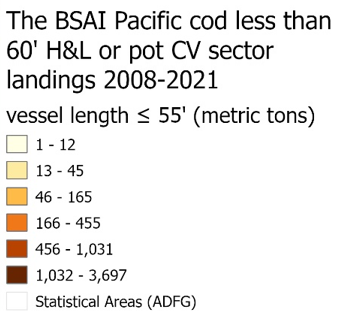 The BSAI Pacific cod less than
60' H&L or pot CV sector
landings 2008-2021
vessel length ≤ 55' (metric tons)
1 - 12
13 - 45
46 - 165
166 - 455
456 - 1,031
1,032 - 3,697
Statistical Areas (ADFG)